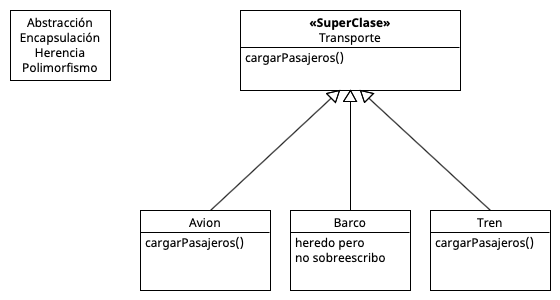 Abstracción
Encapsulación
Herencia
Polimorfismo
«SuperClase»
Transporte
cargarPasajeros()
Avion
cargarPasajeros()
Barco
heredo pero
no sobreescribo
Tren
cargarPasajeros()